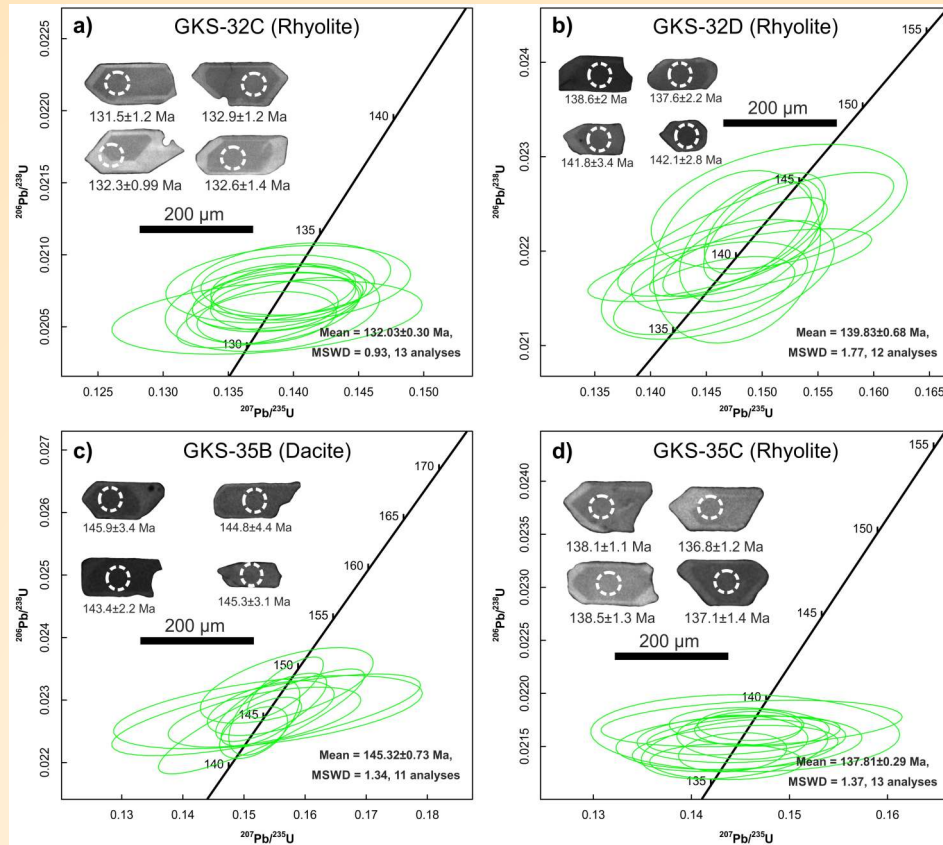 a) GKS-32C (Rhyolite)
0.0220
0.0215
0.0210
0.0205
²⁰⁶Pb/²³⁸U
131.5±1.2 Ma
132.9±1.2 Ma
132.3±0.99 Ma
132.6±1.4 Ma
200 µm
140
135
130
Mean = 132.03±0.30 Ma,
MSWD = 0.93, 13 analyses
0.125 0.130 0.135 0.140 0.145 0.150
²⁰⁷Pb/²³⁵U
b) GKS-32D (Rhyolite)
0.024
0.023
0.022
0.021
²⁰⁶Pb/²³⁸U
138.6±2 Ma
137.6±2.2 Ma
141.8±3.4 Ma
142.1±2.8 Ma
200 µm
155
150
145
140
135
Mean = 139.83±0.68 Ma,
MSWD = 1.77, 12 analyses
0.135 0.140 0.145 0.150 0.155 0.160 0.165
²⁰⁷Pb/²³⁵U
c) GKS-35B (Dacite)
0.027
0.026
0.025
0.024
0.023
0.022
²⁰⁶Pb/²³⁸U
145.9±3.4 Ma
144.8±4.4 Ma
143.4±2.2 Ma
145.3±3.1 Ma
200 µm
170
165
160
155
150
145
140
Mean = 145.32±0.73 Ma,
MSWD = 1.34, 11 analyses
0.13 0.14 0.15 0.16 0.17 0.18
²⁰⁷Pb/²³⁵U
d) GKS-35C (Rhyolite)
0.0240
0.0235
0.0230
0.0225
0.0220
0.0215
²⁰⁶Pb/²³⁸U
138.1±1.1 Ma
136.8±1.2 Ma
138.5±1.3 Ma
137.1±1.4 Ma
200 µm
155
150
145
140
135
Mean = 137.81±0.29 Ma,
MSWD = 1.37, 13 analyses
0.13 0.14 0.15 0.16
²⁰⁷Pb/²³⁵U